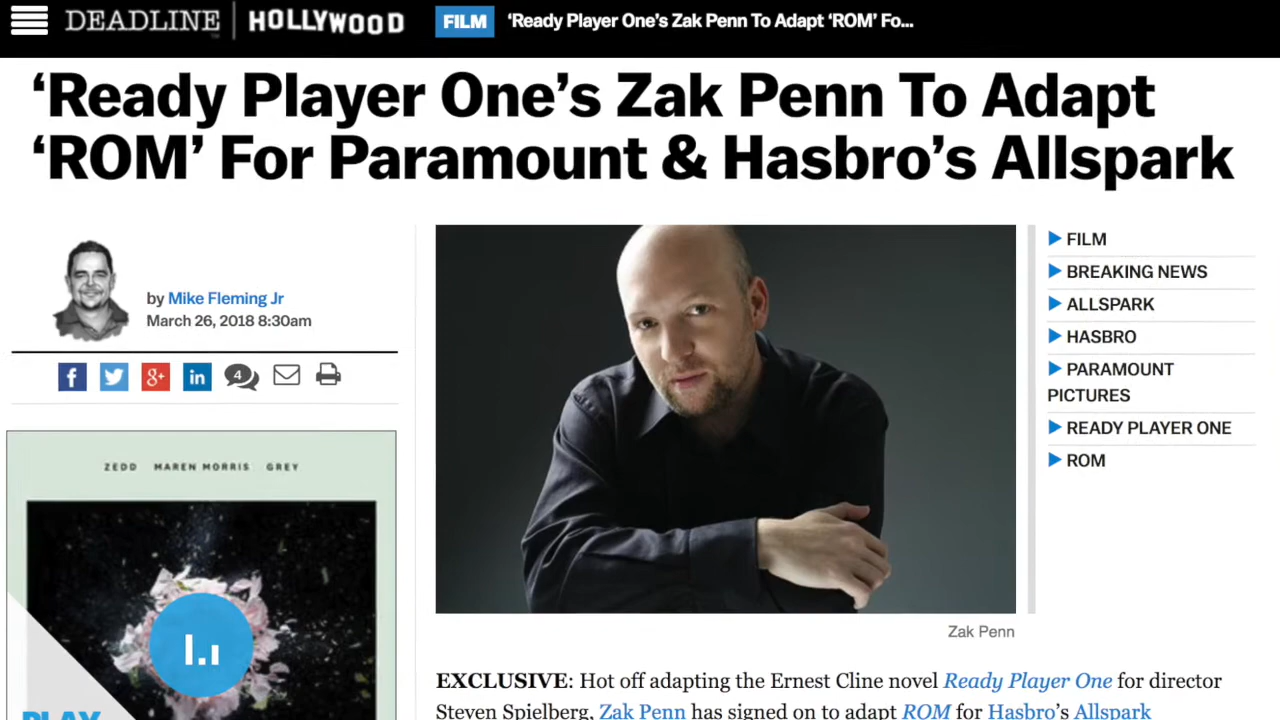 DEADLINE | HOLLYWOOD FILM ‘Ready Player One’s Zak Penn To Adapt ‘ROM’ Fo...
‘Ready Player One’s Zak Penn To Adapt
‘ROM’ For Paramount & Hasbro’s Allspark
by Mike Fleming Jr
March 26, 2018 8:30am
f g+ in 4
ZEDD MAREN MORRIS GREY
PLAY
FILM
BREAKING NEWS
ALLSPARK
HASBRO
PARAMOUNT
PICTURES
READY PLAYER ONE
ROM
Zak Penn
EXCLUSIVE: Hot off adapting the Ernest Cline novel Ready Player One for director
Steven Spielberg, Zak Penn has signed on to adapt ROM for Hasbro’s Allspark